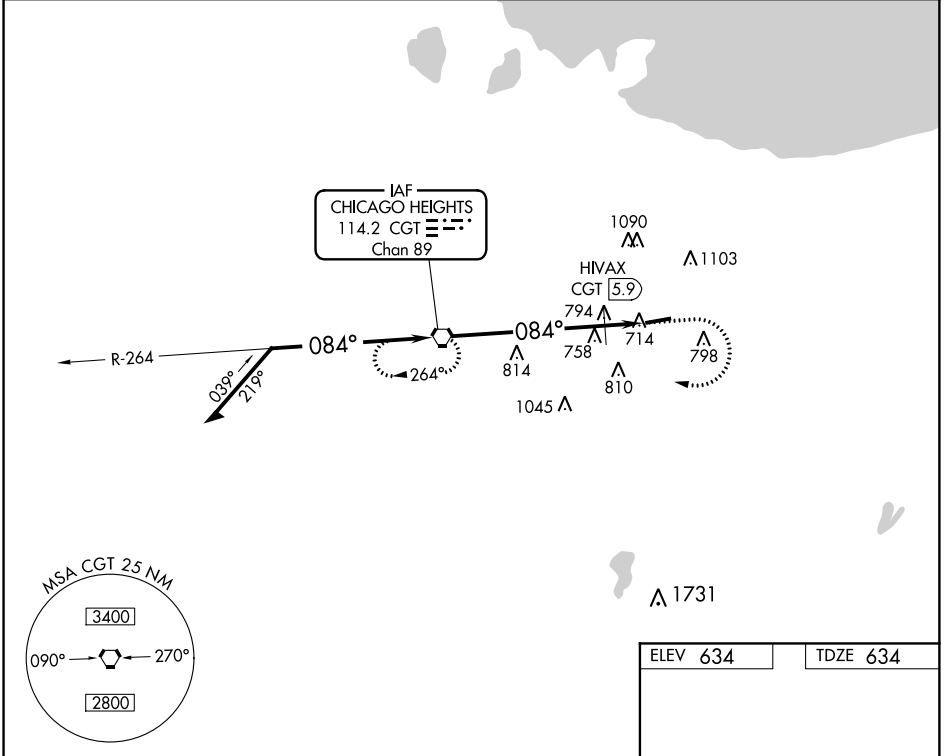 IAF
CHICAGO HEIGHTS
114.2 CGT
Chan 89
1090
1103
HIVAX
CGT 5.9
794
R-264
084°
084°
714
758
798
814
264°
810
039°
219°
1045
MSA CGT 25 NM
3400
090°
270°
2800
1731
ELEV 634
TDZE 634